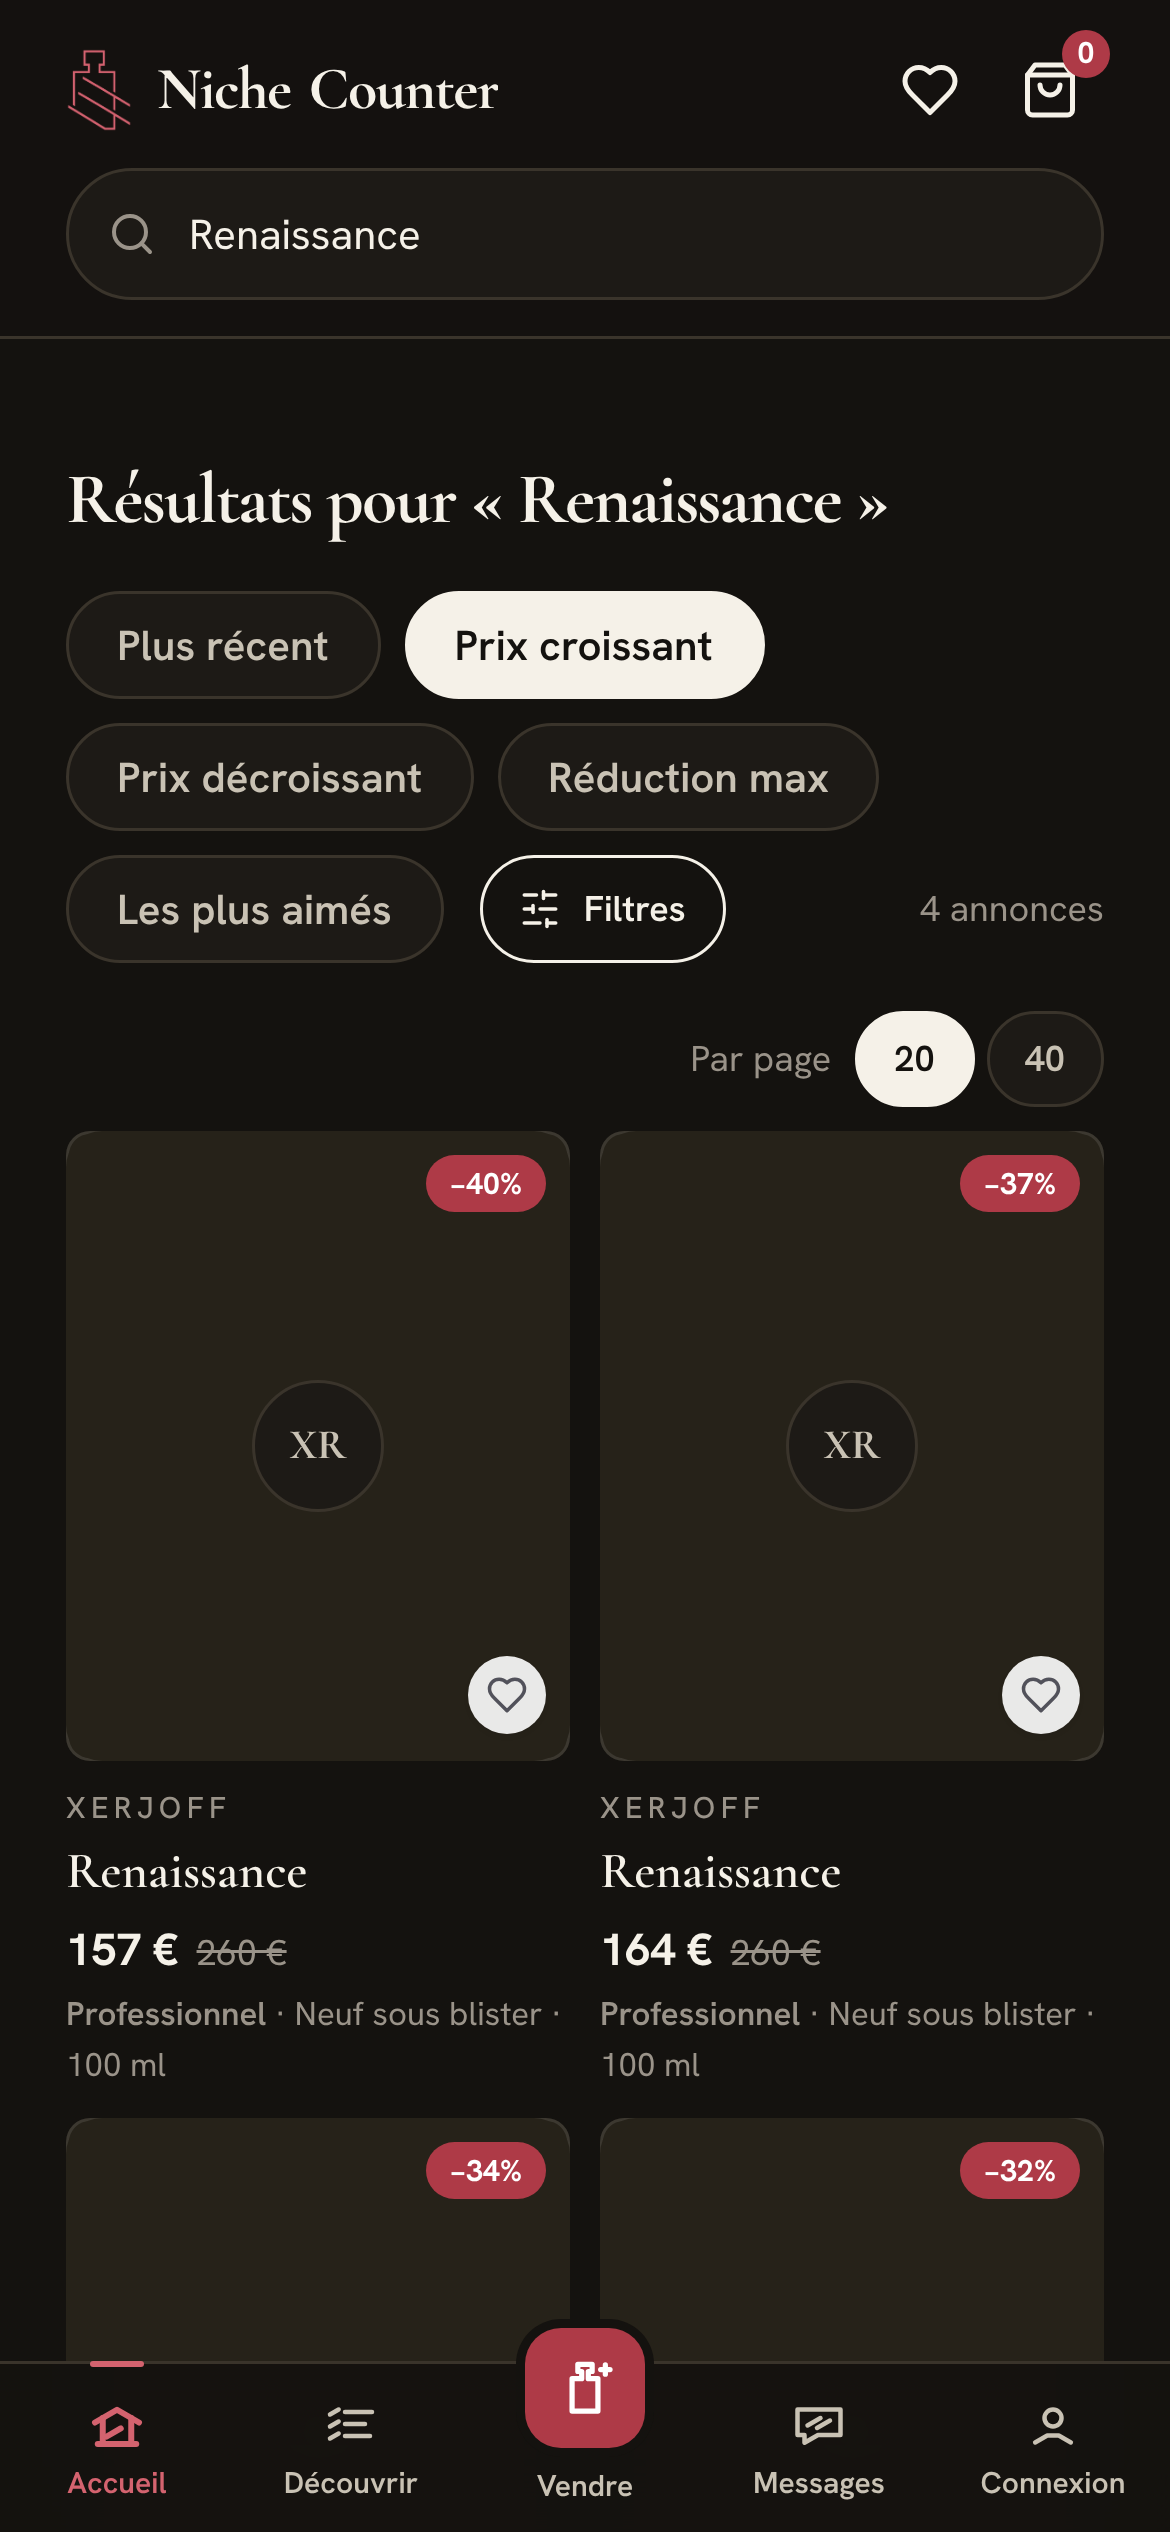 Niche Counter
0
Renaissance
Résultats pour « Renaissance »
Plus récent
Prix croissant
Prix décroissant
Réduction max
Les plus aimés
Filtres
4 annonces
Par page
20
40
−40%
−37%
XR
XR
XERJOFF
XERJOFF
Renaissance
Renaissance
157 € 260 €
164 € 260 €
Professionnel · Neuf sous blister ·
100 ml
Professionnel · Neuf sous blister ·
100 ml
−34%
−32%
Accueil
Découvrir
Vendre
Messages
Connexion